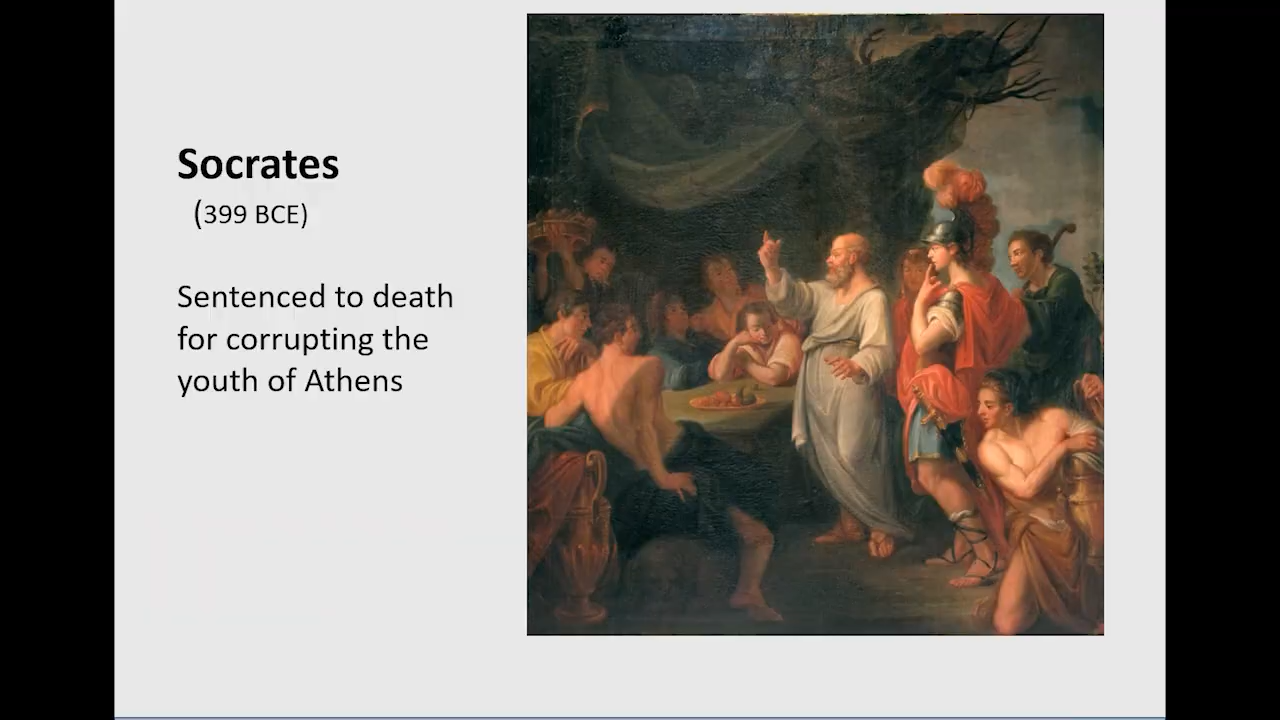 Socrates
(399 BCE)
Sentenced to death
for corrupting the
youth of Athens